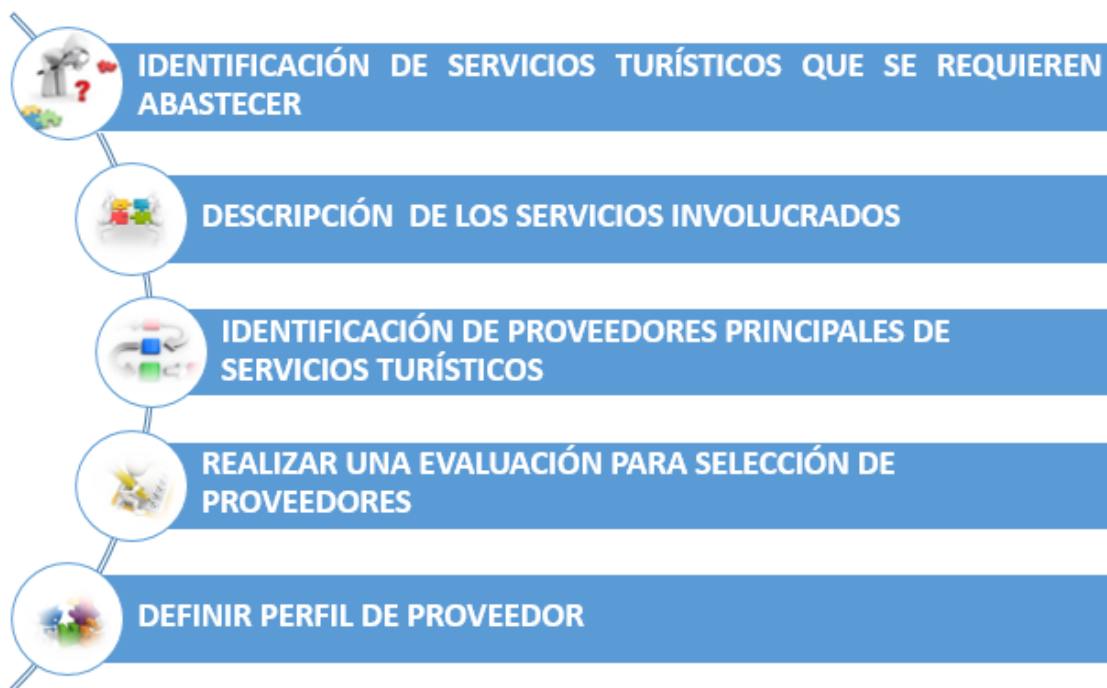 IDENTIFICACIÓN DE SERVICIOS TURÍSTICOS QUE SE REQUIEREN
ABASTECER
DESCRIPCIÓN DE LOS SERVICIOS INVOLUCRADOS
IDENTIFICACIÓN DE PROVEEDORES PRINCIPALES DE
SERVICIOS TURÍSTICOS
REALIZAR UNA EVALUACIÓN PARA SELECCIÓN DE
PROVEEDORES
DEFINIR PERFIL DE PROVEEDOR